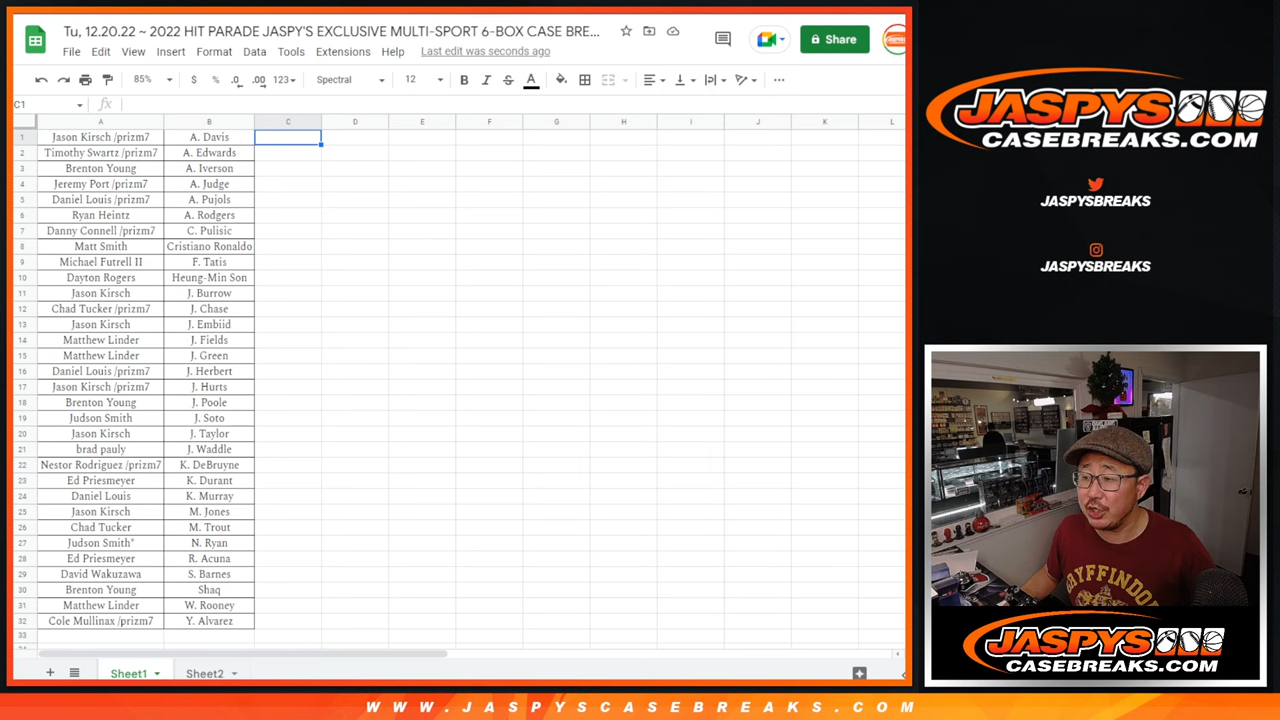 Tu, 12.20.22 ~ 2022 HIT PARADE JASPY'S EXCLUSIVE MULTI-SPORT 6-BOX CASE BRE...
File Edit View Insert Format Data Tools Extensions Help Last edit was seconds ago
Share
85% $ % .0 .00 123 Spectral 12 B I S A
C1 fx
A B C D E F G H I J K L
1 Jason Kirsch /prizm7 A. Davis
2 Timothy Swartz /prizm7 A. Edwards
3 Brenton Young A. Iverson
4 Jeremy Port /prizm7 A. Judge
5 Daniel Louis /prizm7 A. Pujols
6 Ryan Heintz A. Rodgers
7 Danny Connell /prizm7 C. Pulisic
8 Matt Smith Cristiano Ronaldo
9 Michael Futrell II F. Tatis
10 Dayton Rogers Heung-Min Son
11 Jason Kirsch J. Burrow
12 Chad Tucker /prizm7 J. Chase
13 Jason Kirsch J. Embiid
14 Matthew Linder J. Fields
15 Matthew Linder J. Green
16 Daniel Louis /prizm7 J. Herbert
17 Jason Kirsch /prizm7 J. Hurts
18 Brenton Young J. Poole
19 Judson Smith J. Soto
20 Jason Kirsch J. Taylor
21 brad pauly J. Waddle
22 Nestor Rodriguez /prizm7 K. DeBruyne
23 Ed Priesmeyer K. Durant
24 Daniel Louis K. Murray
25 Jason Kirsch M. Jones
26 Chad Tucker M. Trout
27 Judson Smith* N. Ryan
28 Ed Priesmeyer R. Acuna
29 David Wakuzawa S. Barnes
30 Brenton Young Shaq
31 Matthew Linder W. Rooney
32 Cole Mullinax /prizm7 Y. Alvarez
33
Sheet1 Sheet2
JASPYS
CASEBREAKS.COM
JASPYSBREAKS
JASPYSBREAKS
GRYFFINDOR
JASPYS
CASEBREAKS.COM
WWW.JASPYSCASEBREAKS.COM